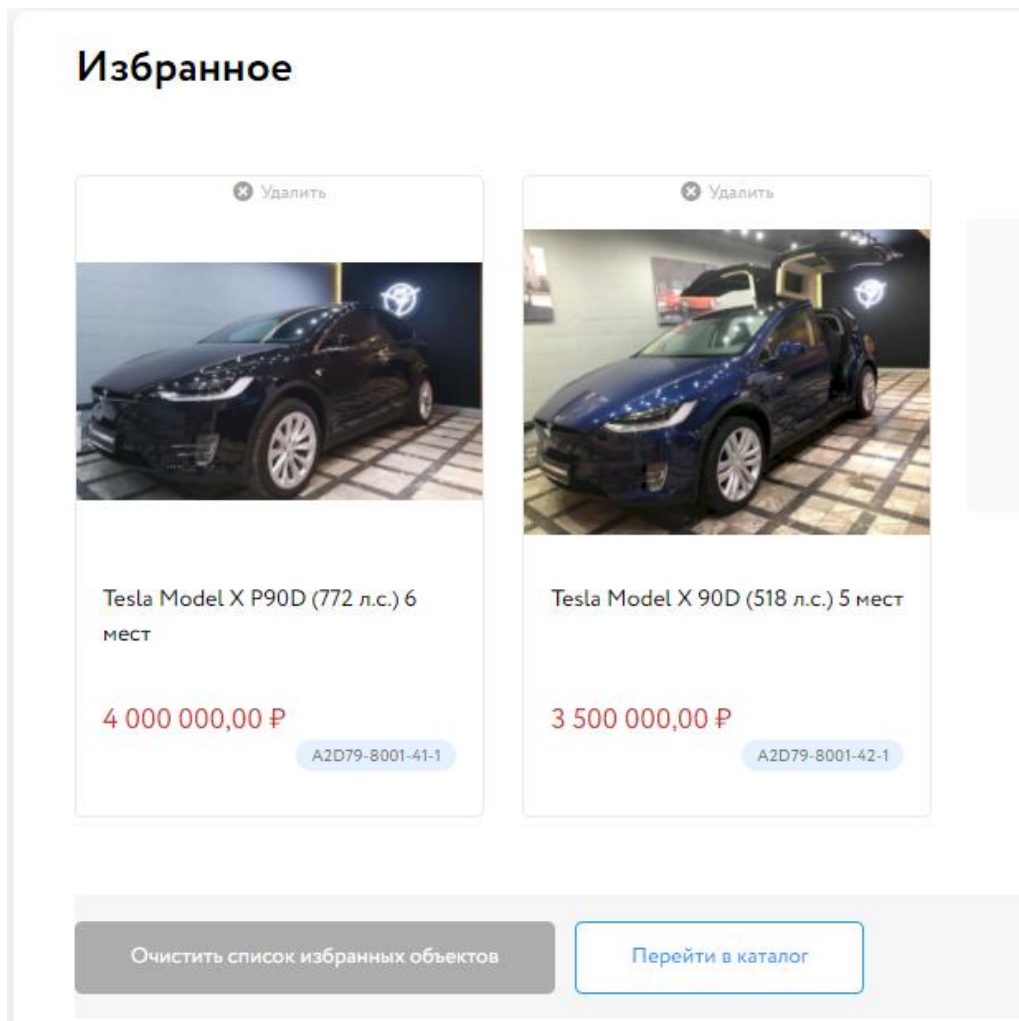 Избранное
Удалить
Удалить
Tesla Model X P90D (772 л.с.) 6
мест
4 000 000,00 ₽
A2D79-8001-41-1
Tesla Model X 90D (518 л.с.) 5 мест
3 500 000,00 ₽
A2D79-8001-42-1
Очистить список избранных объектов
Перейти в каталог